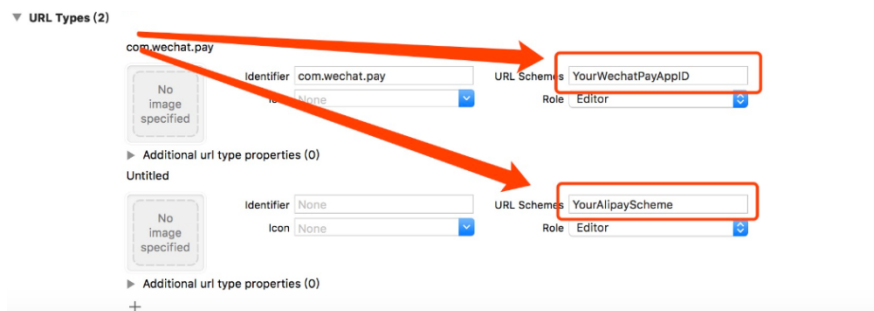 URL Types (2)
com.wechat.pay
No image specified
Identifier com.wechat.pay
URL Schemes YourWechatPayAppID
Icon None
Role Editor
Additional url type properties (0)
Untitled
No image specified
Identifier None
URL Schemes YourAlipayScheme
Icon None
Role Editor
Additional url type properties (0)
+